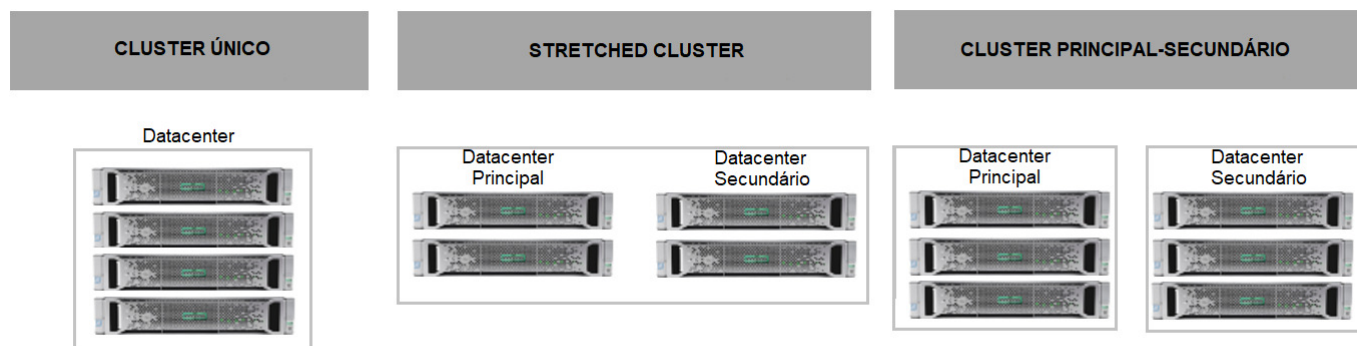 CLUSTER ÚNICO
STRETCHED CLUSTER
CLUSTER PRINCIPAL-SECUNDÁRIO
Datacenter
Datacenter
Principal
Datacenter
Secundário
Datacenter
Principal
Datacenter
Secundário